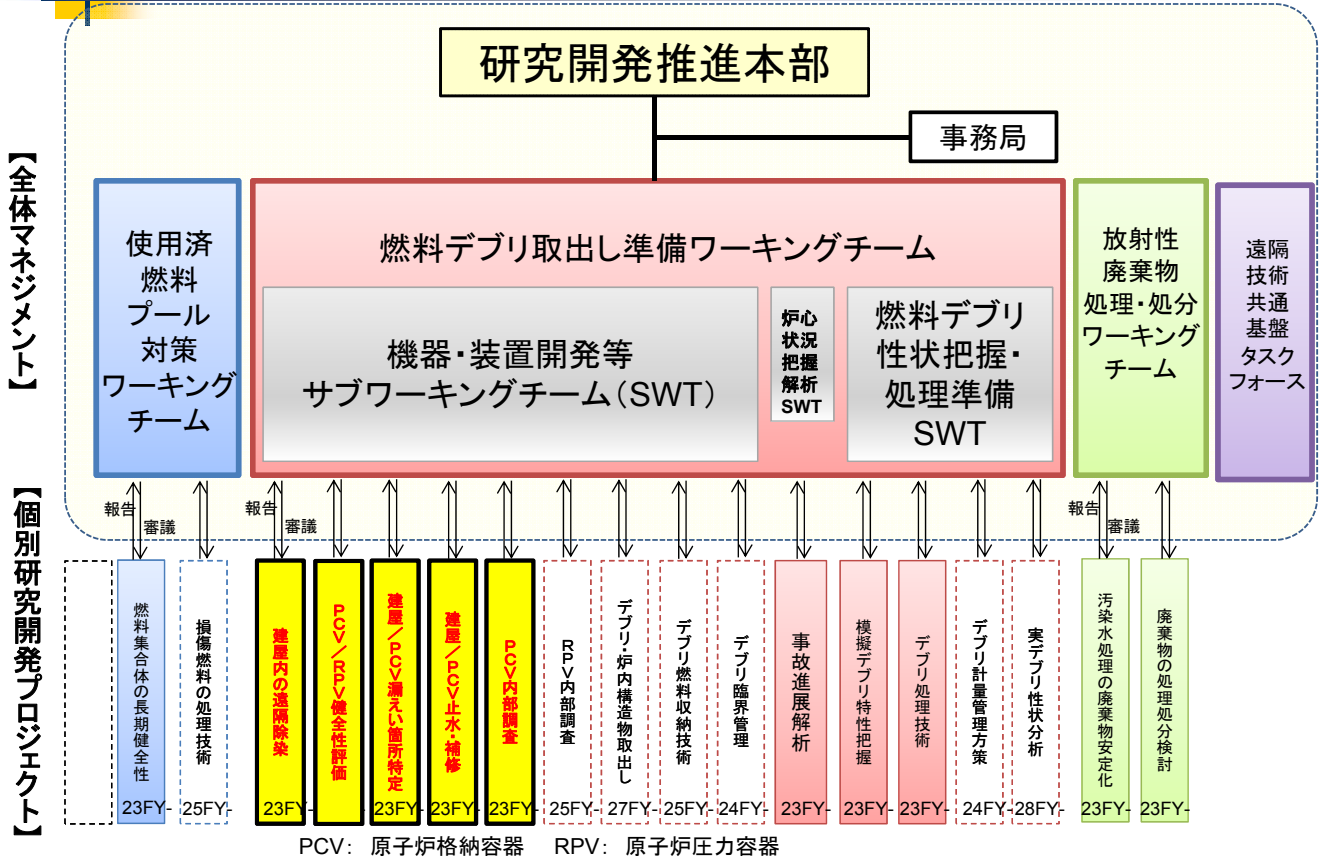 研究開発推進本部
事務局
【全体マネジメント】
使用済
燃料
プール
対策
ワーキング
チーム
燃料デブリ取出し準備ワーキングチーム
機器・装置開発等
サブワーキングチーム（SWT）
炉心
状況
把握
解析
SWT
燃料デブリ
性状把握・
処理準備
SWT
放射性
廃棄物
処理・処分
ワーキング
チーム
遠隔
技術
共通
基盤
タスク
フォース
【個別研究開発プロジェクト】
報告
審議
報告
審議
報告
審議
燃料集合体の長期健全性
23FY-
損傷燃料の処理技術
25FY-
建屋内の遠隔除染
23FY-
PCV／RPV健全性評価
23FY-
建屋／PCV漏えい箇所特定
23FY-
建屋／PCV止水・補修
23FY-
PCV内部調査
23FY-
RPV内部調査
25FY-
デブリ・炉内構造物取出し
27FY-
デブリ燃料収納技術
25FY-
デブリ臨界管理
24FY-
事故進展解析
23FY-
模擬デブリ特性把握
23FY-
デブリ処理技術
23FY-
デブリ計量管理方策
24FY-
実デブリ性状分析
28FY-
汚染水処理の廃棄物安定化
23FY-
廃棄物の処理処分検討
23FY-
PCV： 原子炉格納容器 RPV： 原子炉圧力容器